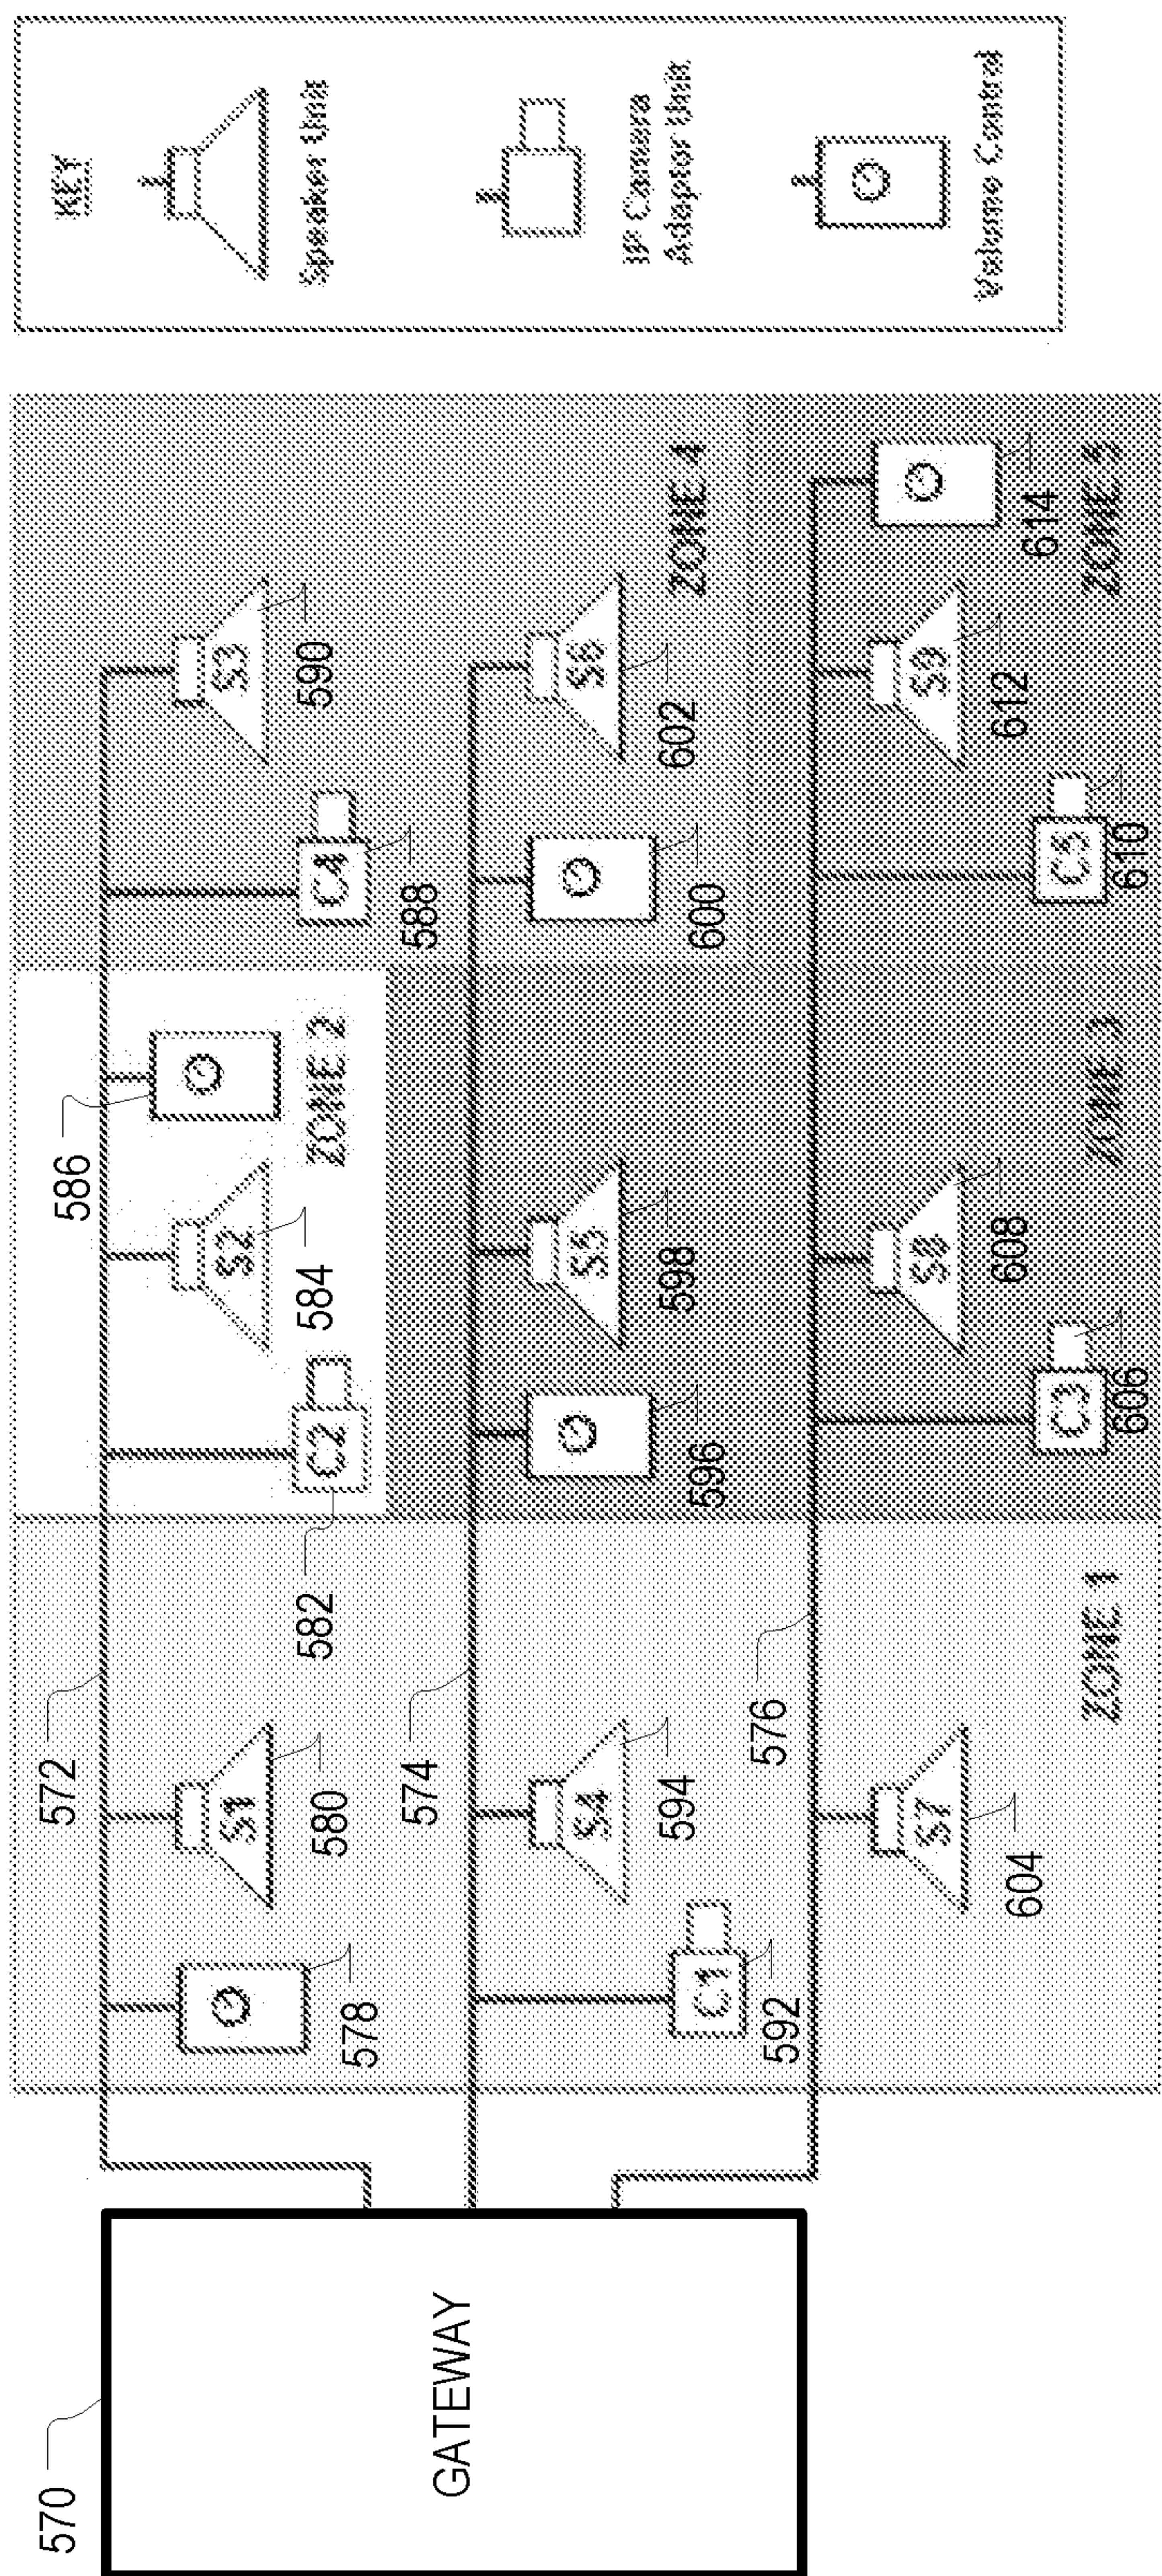 570
GATEWAY
572
574
576
578
S1
580
C2
582
S2
584
586
ZONE 2
C4
588
S3
590
C1
592
S4
594
596
S5
598
600
S6
602
ZONE 4
S7
604
ZONE 1
C3
606
S8
608
ZONE 3
C5
610
S9
612
614
ZONE 5
KEY
Speaker Unit
IP Camera
Adaptor Unit
Volume Control